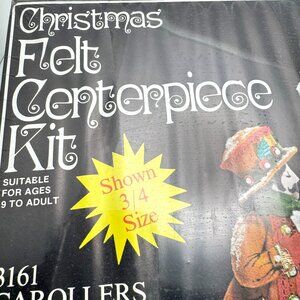 Christmas
Felt
Centerpiece
Kit
SUITABLE
FOR AGES
9 TO ADULT
Shown
3/4
Size
3161
CAROLLERS